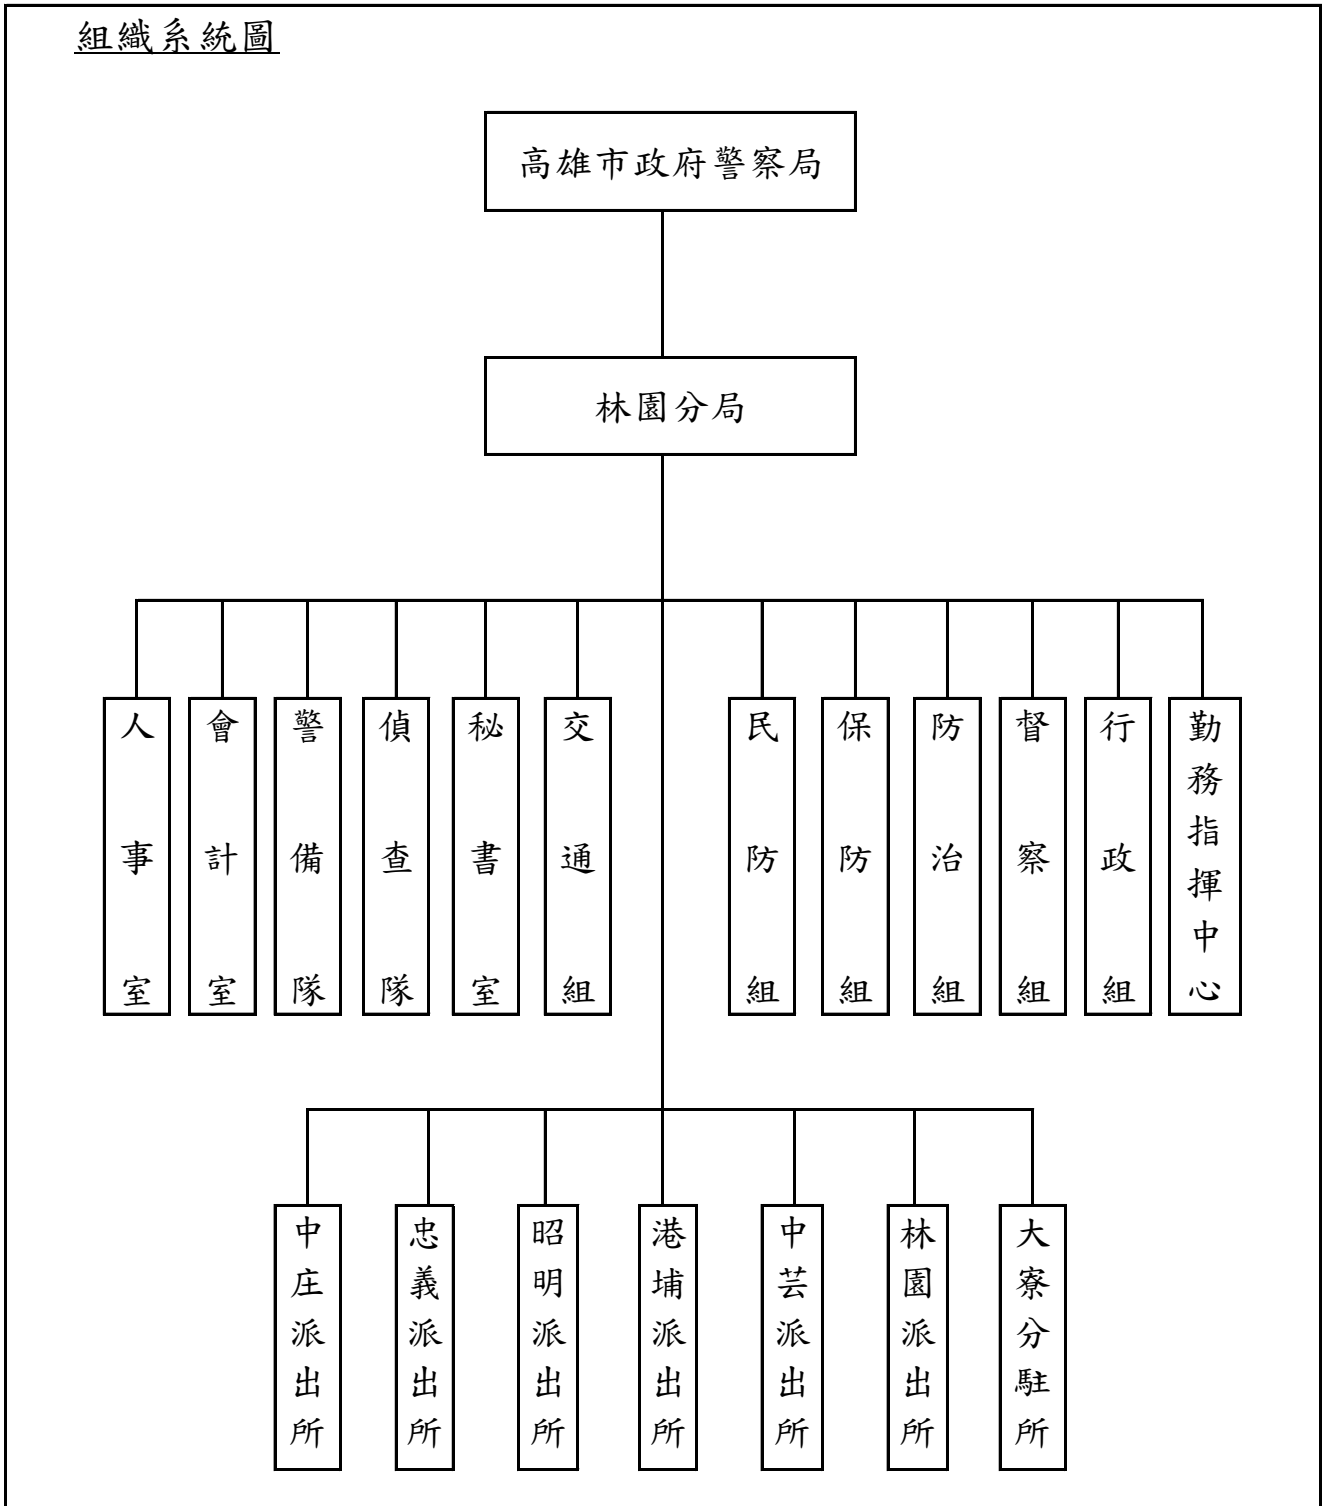 組織系統圖
高雄市政府警察局
林園分局
人事室
會計室
警備隊
偵查隊
秘書室
交通組
民防組
保防組
防治組
督察組
行政組
勤務指揮中心
中庄派出所
忠義派出所
昭明派出所
港埔派出所
中芸派出所
林園派出所
大寮分駐所